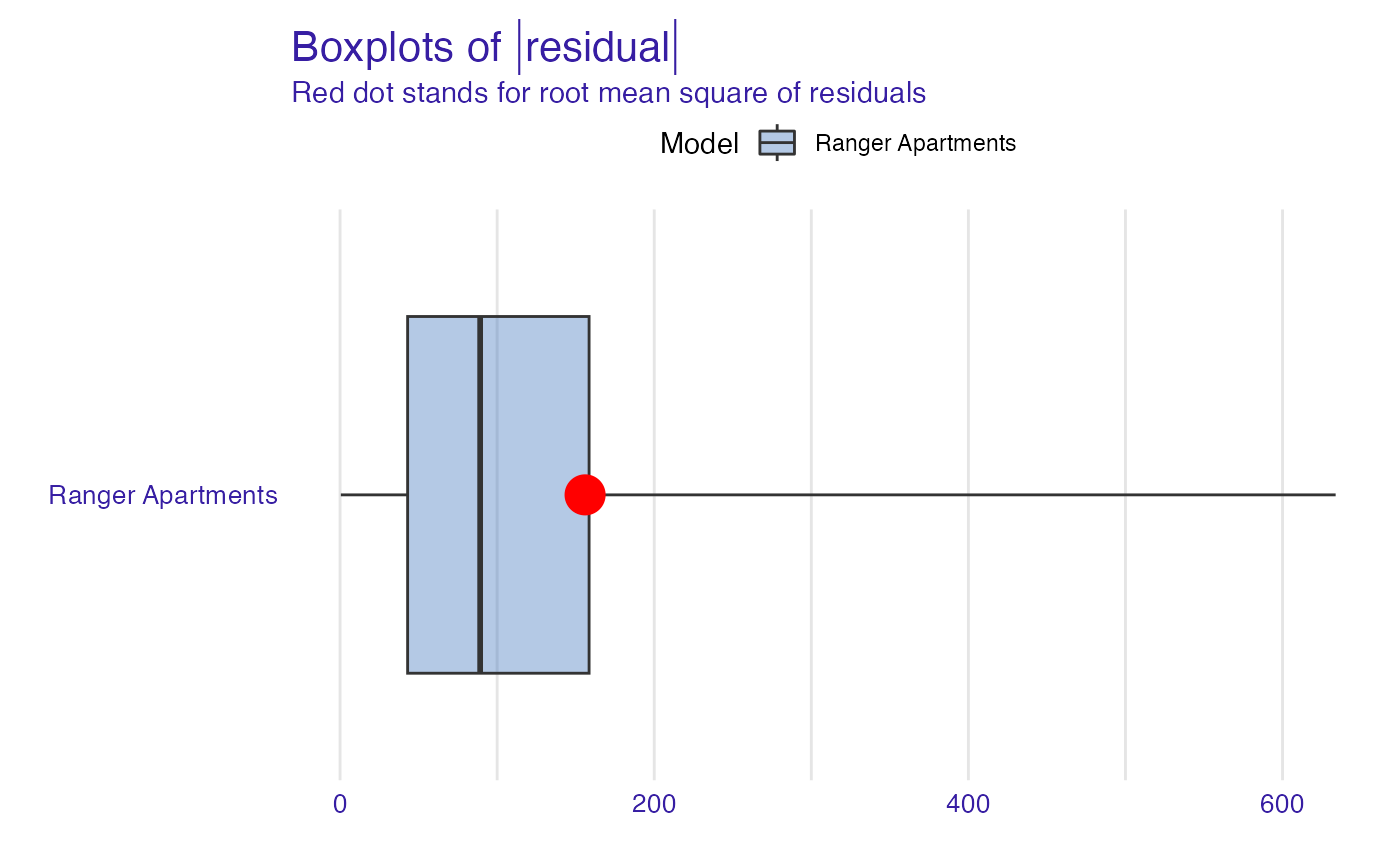 Boxplots of |residual|
Red dot stands for root mean square of residuals
Model Ranger Apartments
Ranger Apartments
0 200 400 600